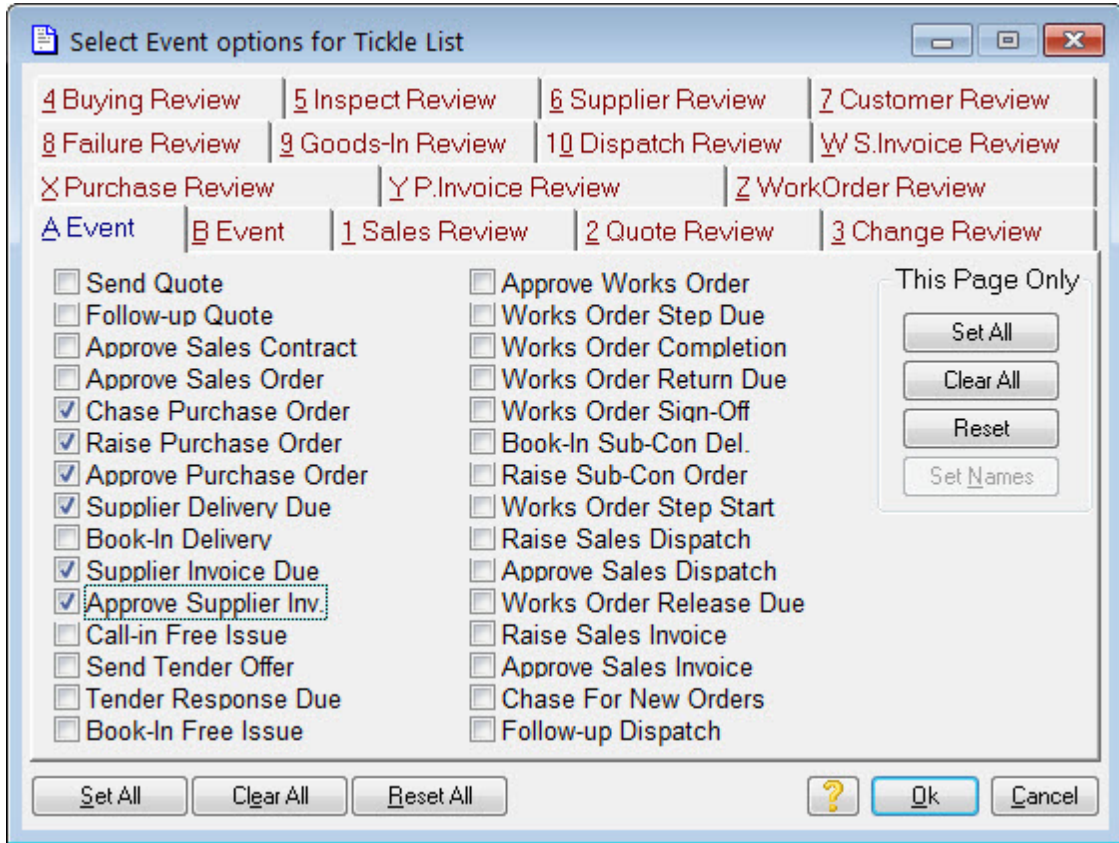 Select Event options for Tickle List
4 Buying Review 5 Inspect Review 6 Supplier Review 7 Customer Review
8 Failure Review 9 Goods-In Review 10 Dispatch Review W S.Invoice Review
X Purchase Review Y P.Invoice Review Z WorkOrder Review
A Event B Event 1 Sales Review 2 Quote Review 3 Change Review
Send Quote
Follow-up Quote
Approve Sales Contract
Approve Sales Order
Chase Purchase Order
Raise Purchase Order
Approve Purchase Order
Supplier Delivery Due
Book-In Delivery
Supplier Invoice Due
Approve Supplier Inv.
Call-in Free Issue
Send Tender Offer
Tender Response Due
Book-In Free Issue
Approve Works Order
Works Order Step Due
Works Order Completion
Works Order Return Due
Works Order Sign-Off
Book-In Sub-Con Del.
Raise Sub-Con Order
Works Order Step Start
Raise Sales Dispatch
Approve Sales Dispatch
Works Order Release Due
Raise Sales Invoice
Approve Sales Invoice
Chase For New Orders
Follow-up Dispatch
This Page Only
Set All
Clear All
Reset
Set Names
Set All Clear All Reset All ? Ok Cancel